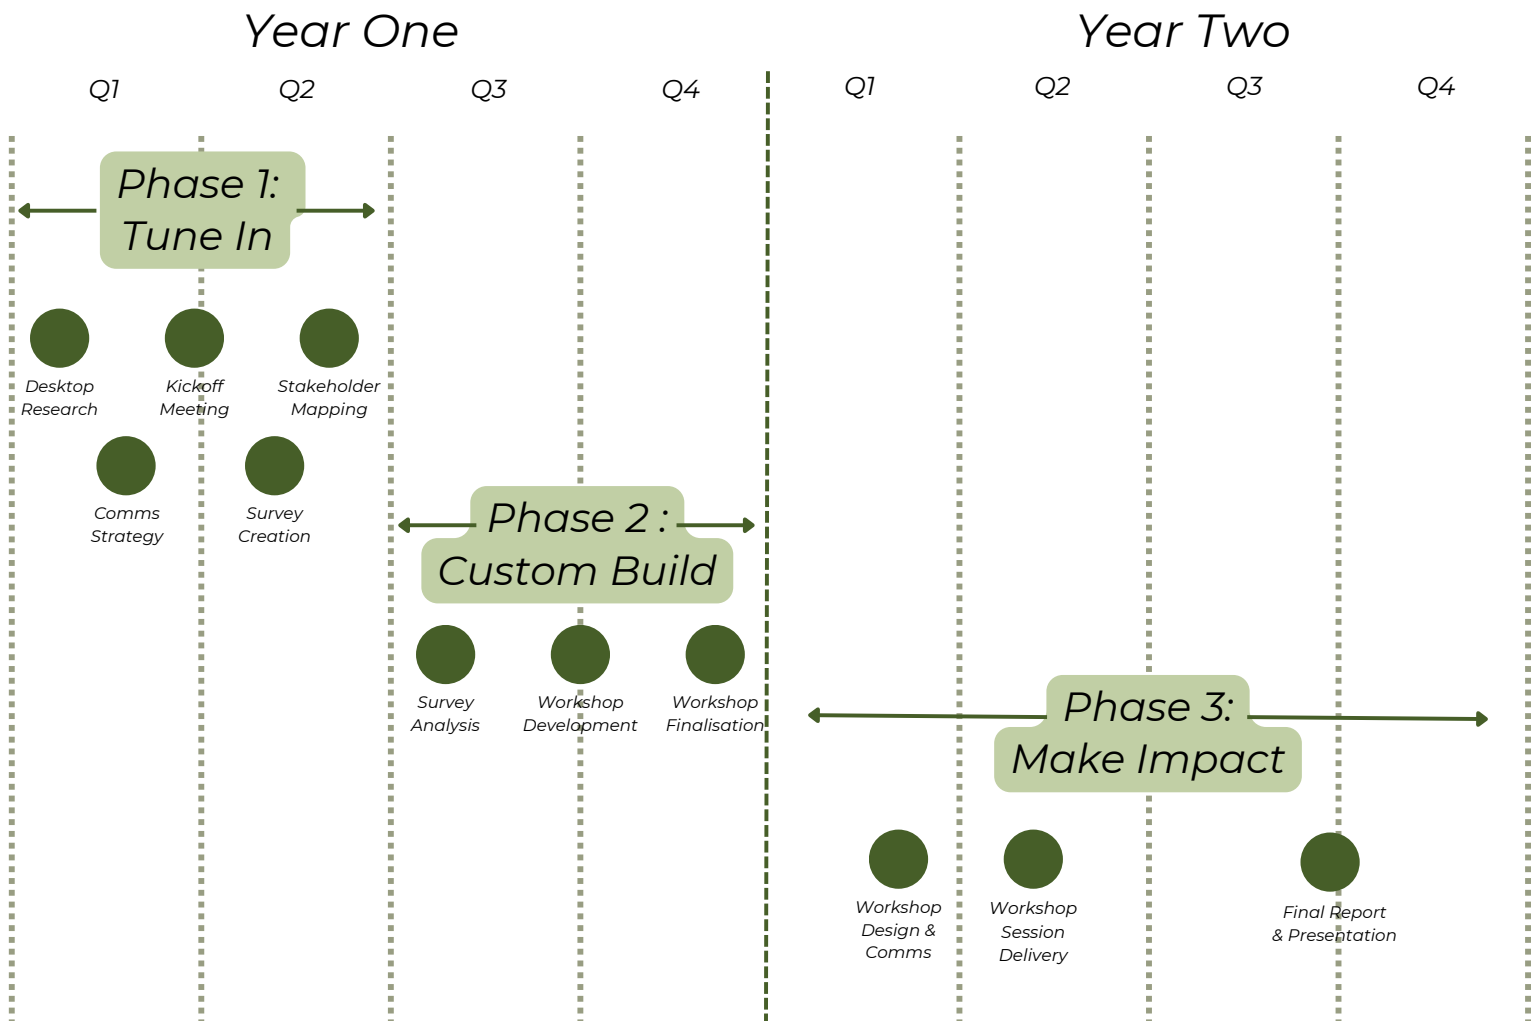 Year One
Year Two
Q1
Q2
Q3
Q4
Q1
Q2
Q3
Q4
Phase 1:
Tune In
Desktop
Research
Kickoff
Meeting
Stakeholder
Mapping
Comms
Strategy
Survey
Creation
Phase 2 :
Custom Build
Survey
Analysis
Workshop
Development
Workshop
Finalisation
Phase 3:
Make Impact
Workshop
Design &
Comms
Workshop
Session
Delivery
Final Report
& Presentation